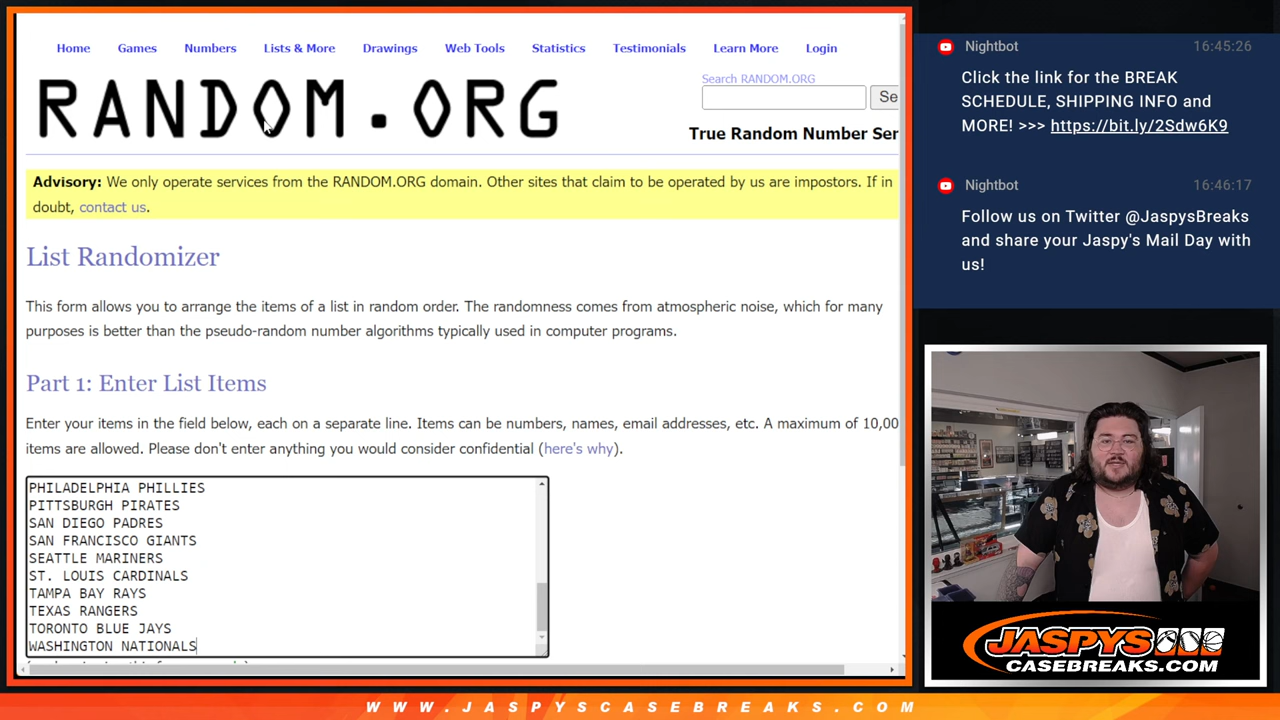 Home Games Numbers Lists & More Drawings Web Tools Statistics Testimonials Learn More Login
RANDOM.ORG
Search RANDOM.ORG
Se
True Random Number Ser
Advisory: We only operate services from the RANDOM.ORG domain. Other sites that claim to be operated by us are impostors. If in
doubt, contact us.
List Randomizer
This form allows you to arrange the items of a list in random order. The randomness comes from atmospheric noise, which for many
purposes is better than the pseudo-random number algorithms typically used in computer programs.
Part 1: Enter List Items
Enter your items in the field below, each on a separate line. Items can be numbers, names, email addresses, etc. A maximum of 10,00
items are allowed. Please don't enter anything you would consider confidential (here's why).
PHILADELPHIA PHILLIES
PITTSBURGH PIRATES
SAN DIEGO PADRES
SAN FRANCISCO GIANTS
SEATTLE MARINERS
ST. LOUIS CARDINALS
TAMPA BAY RAYS
TEXAS RANGERS
TORONTO BLUE JAYS
WASHINGTON NATIONALS
Nightbot 16:45:26
Click the link for the BREAK
SCHEDULE, SHIPPING INFO and
MORE! >>> https://bit.ly/2Sdw6K9
Nightbot 16:46:17
Follow us on Twitter @JaspysBreaks
and share your Jaspy's Mail Day with
us!
JASPYS
CASEBREAKS.COM
WWW.JASPYSCASEBREAKS.COM